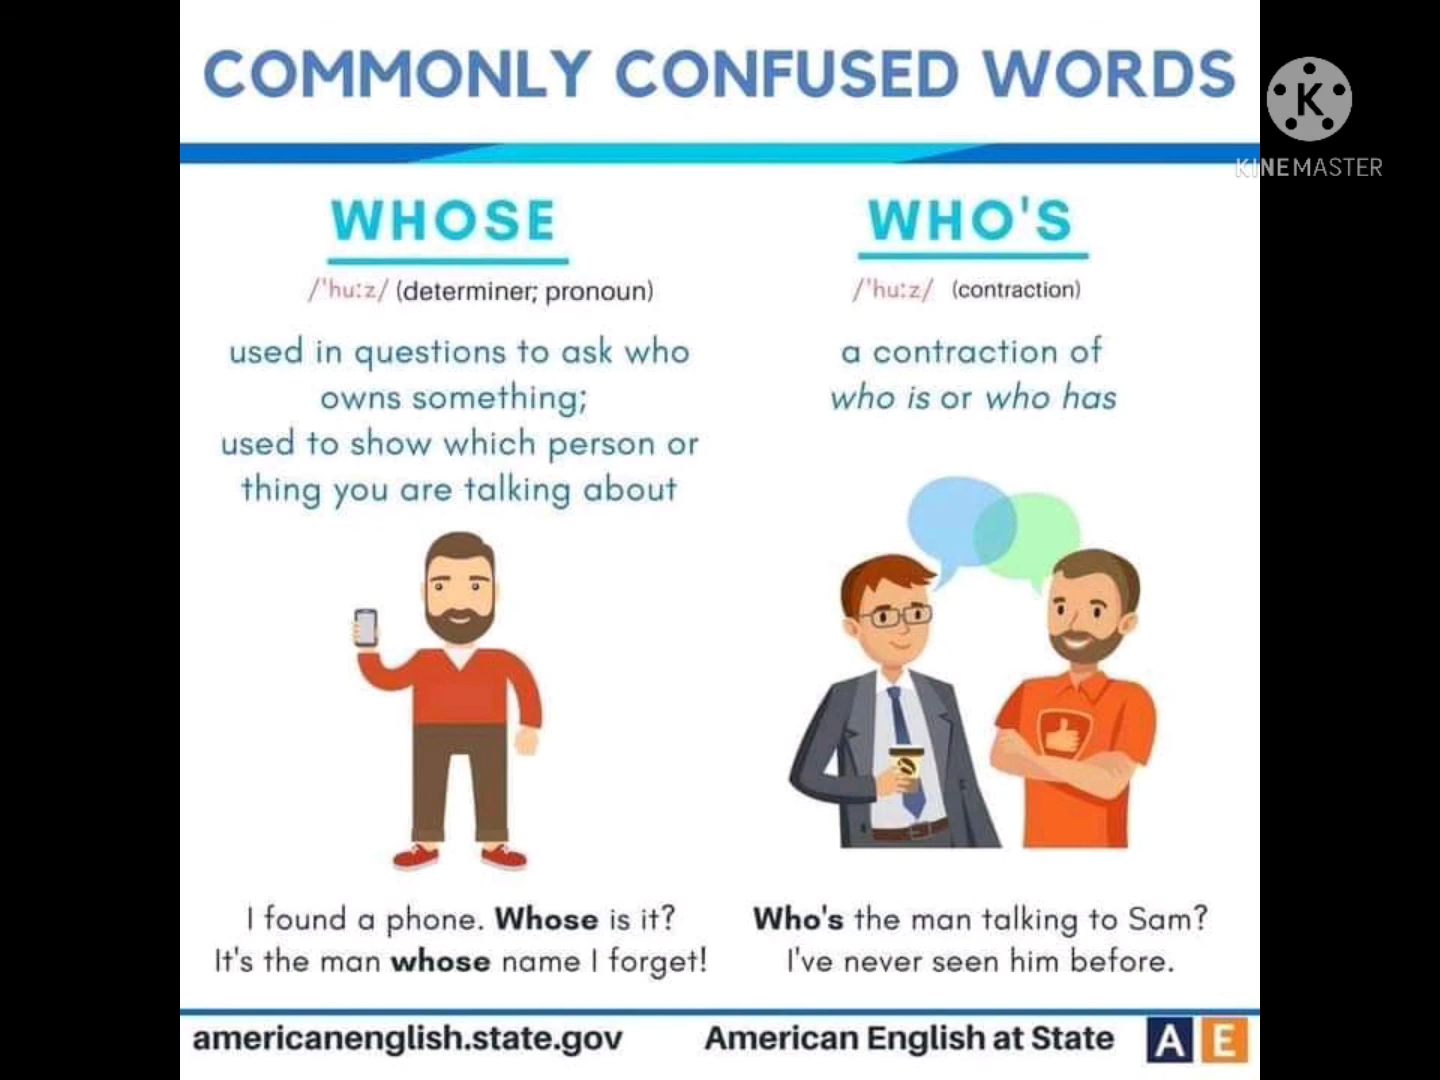 COMMONLY CONFUSED WORDS
K
KINEMASTER
WHOSE
/'hu:z/ (determiner; pronoun)
used in questions to ask who
owns something;
used to show which person or
thing you are talking about
I found a phone. Whose is it?
It's the man whose name I forget!
WHO'S
/'hu:z/ (contraction)
a contraction of
who is or who has
Who's the man talking to Sam?
I've never seen him before.
americanenglish.state.gov
American English at State
A E